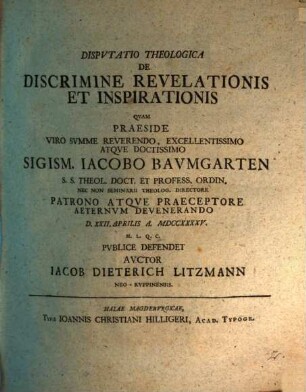 DISPVTATIO THEOLOGICA
DE
DISCRIMINE REVELATIONIS
ET INSPIRATIONIS
QVAM
PRAESIDE
VIRO SVMME REVERENDO, EXCELLENTISSIMO
ATQVE DOCTISSIMO
SIGISM. IACOBO BAVMGARTEN
S. S. THEOL. DOCT. ET PROFESS. ORDIN.
NEC NON SEMINARII THEOLOG. DIRECTORE
PATRONO ATQVE PRAECEPTORE
AETERNVM DEVENERANDO
D. XXII. APRILIS A. MDCCXXXXV.
H. L. Q. C.
PVBLICE DEFENDET
AVCTOR
IACOB DIETERICH LITZMANN
NEO-RVPPINENSIS.
HALAE MAGDEBVRGICAE,
TYPIS IOANNIS CHRISTIANI HILLIGERI, ACAD. TYPOGR.